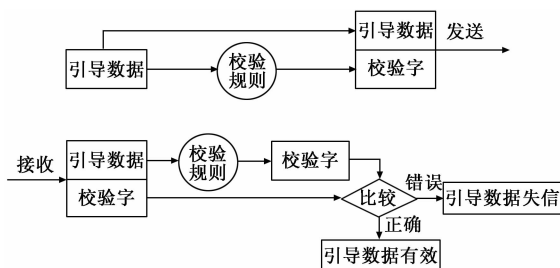 引导数据
校验
规则
引导数据
校验字
发送
接收
引导数据
校验字
校验
规则
校验字
比较
错误
引导数据失信
正确
引导数据有效